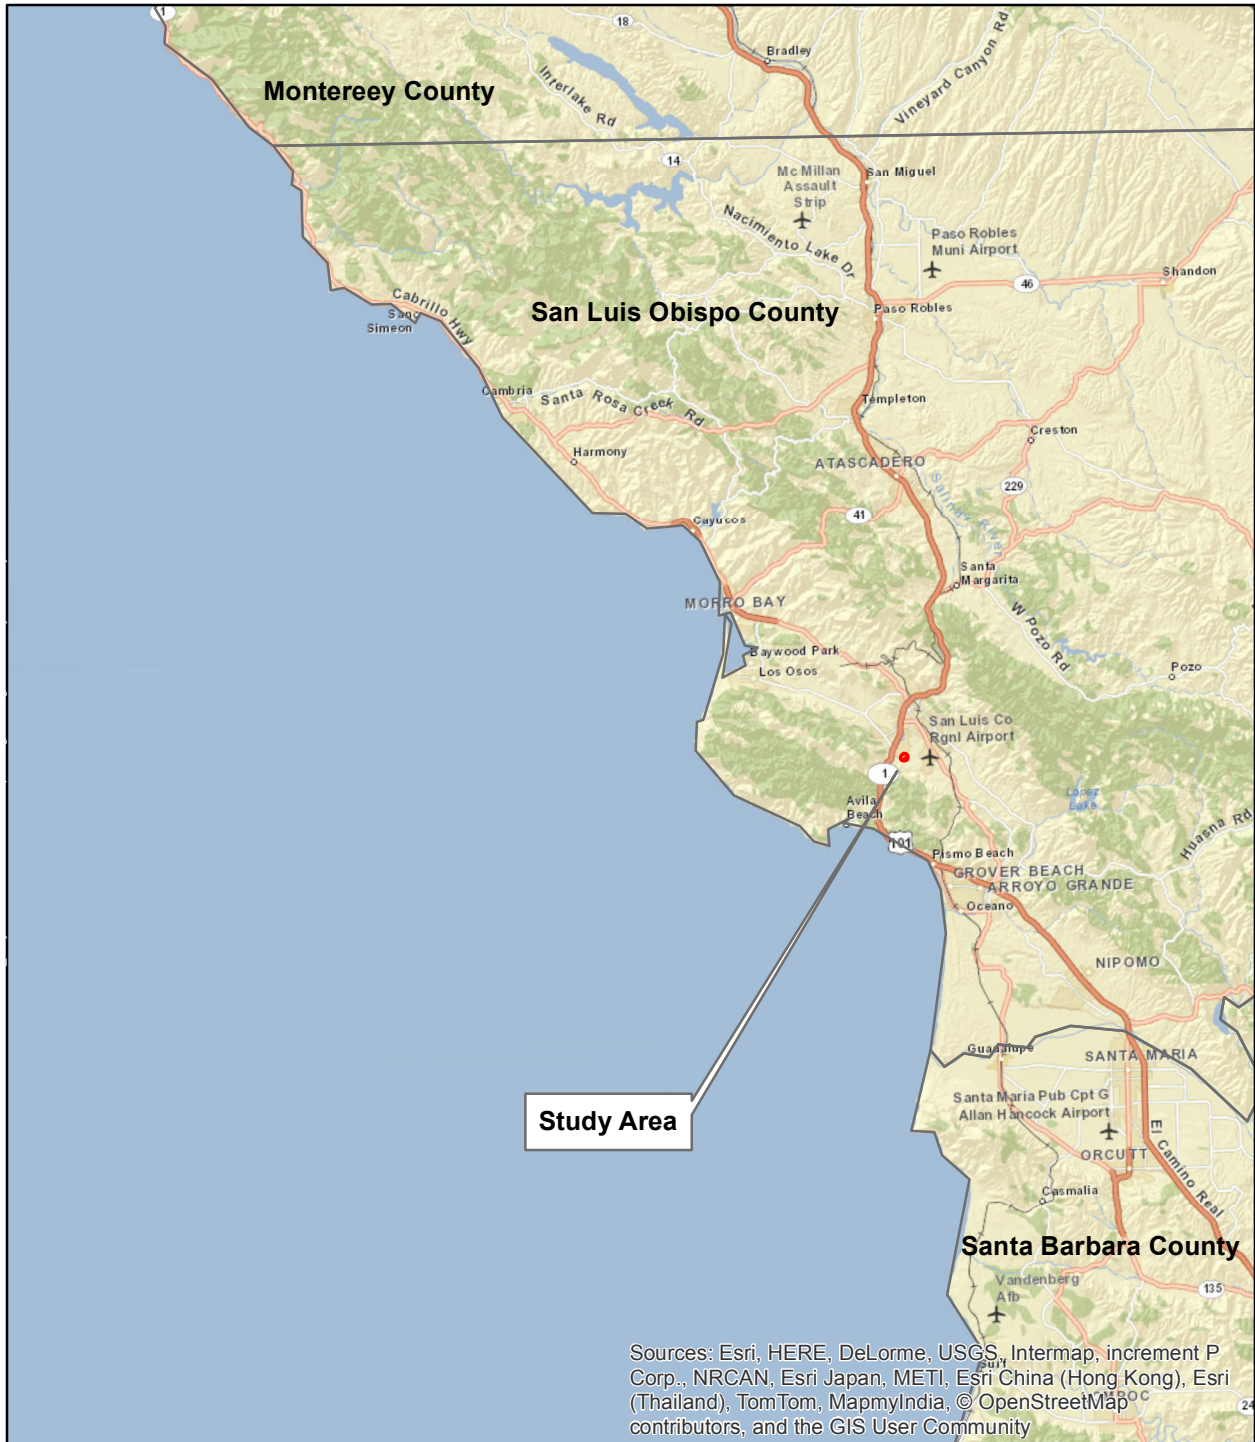 1
18
Bradley
Vineyard Canyon Rd
Montereey County
Interlake Rd
14
Mc Millan
Assault
Strip
San Miguel
Nacimiento Lake Dr
Paso Robles
Muni Airport
46
Shandon
Cabrillo Hwy
San
Simeon
San Luis Obispo County
Paso Robles
Cambria
Santa Rosa Creek Rd
Templeton
Creston
Harmony
ATASCADERO
229
Salinas River
41
Cayucos
Santa
Margarita
MORRO BAY
W Pozo Rd
Baywood Park
Los Osos
Pozo
San Luis Co
Rgnl Airport
1
Avila
Beach
Lopez
Lake
Huasna Rd
101
Pismo Beach
GROVER BEACH
ARROYO GRANDE
Oceano
NIPOMO
Guadalupe
SANTA MARIA
Study Area
Santa Maria Pub Cpt G
Allan Hancock Airport
El Camino Real
ORCUTT
Casmalia
Santa Barbara County
Vandenberg
Afb
135
Surf
Sources: Esri, HERE, DeLorme, USGS, Intermap, increment P
Corp., NRCAN, Esri Japan, METI, Esri China (Hong Kong), Esri
(Thailand), TomTom, MapmyIndia, © OpenStreetMap
contributors, and the GIS User Community